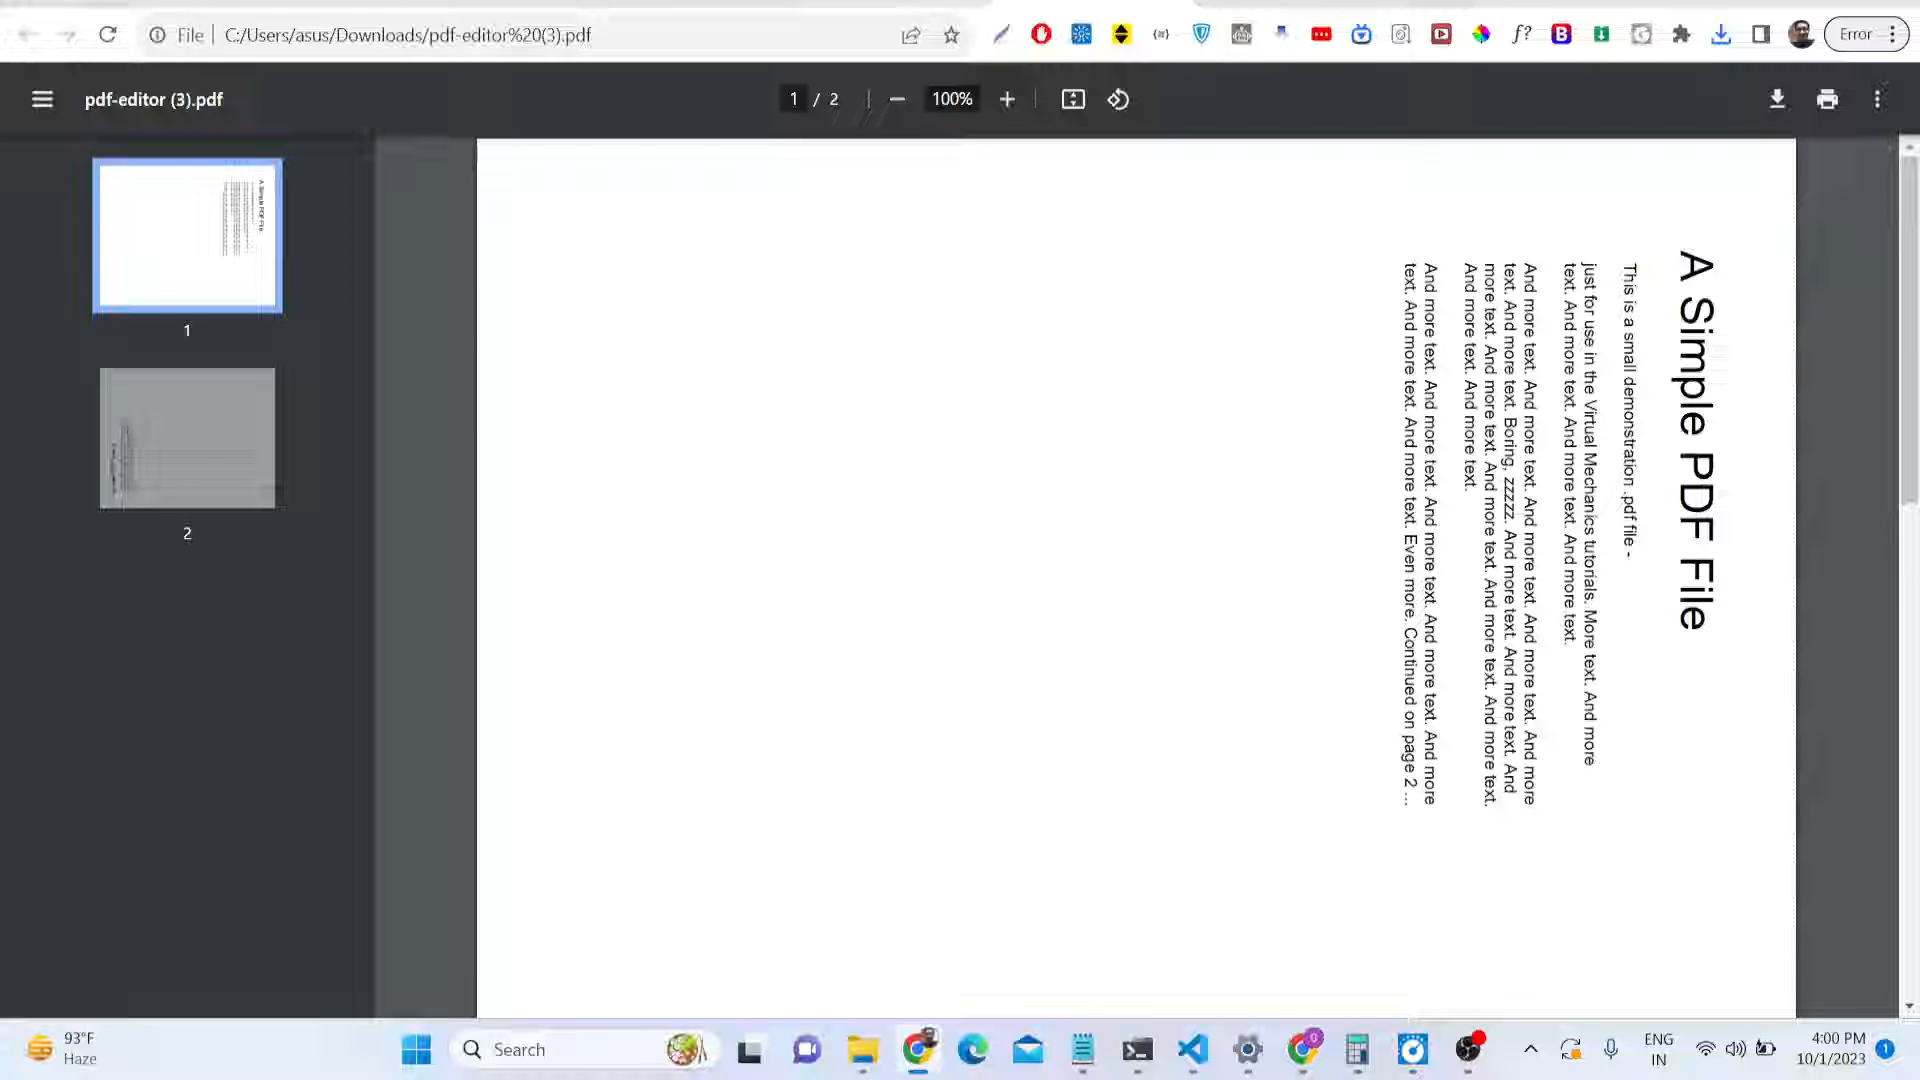 File
C:/Users/asus/Downloads/pdf-editor%20(3).pdf
Error
pdf-editor (3).pdf
1 / 2
100%
1
2
A Simple PDF File
This is a small demonstration .pdf file -
just for use in the Virtual Mechanics tutorials. More text. And more
text. And more text. And more text. And more text.
And more text. And more text. And more text. And more text. And more
text. And more text. Boring, zzzzz. And more text. And more text. And
more text. And more text. And more text. And more text. And more text.
And more text. And more text.
And more text. And more text. And more text. And more text. And more
text. And more text. And more text. Even more. Continued on page 2 ...
93°F
Haze
Search
ENG
IN
4:00 PM
10/1/2023
1